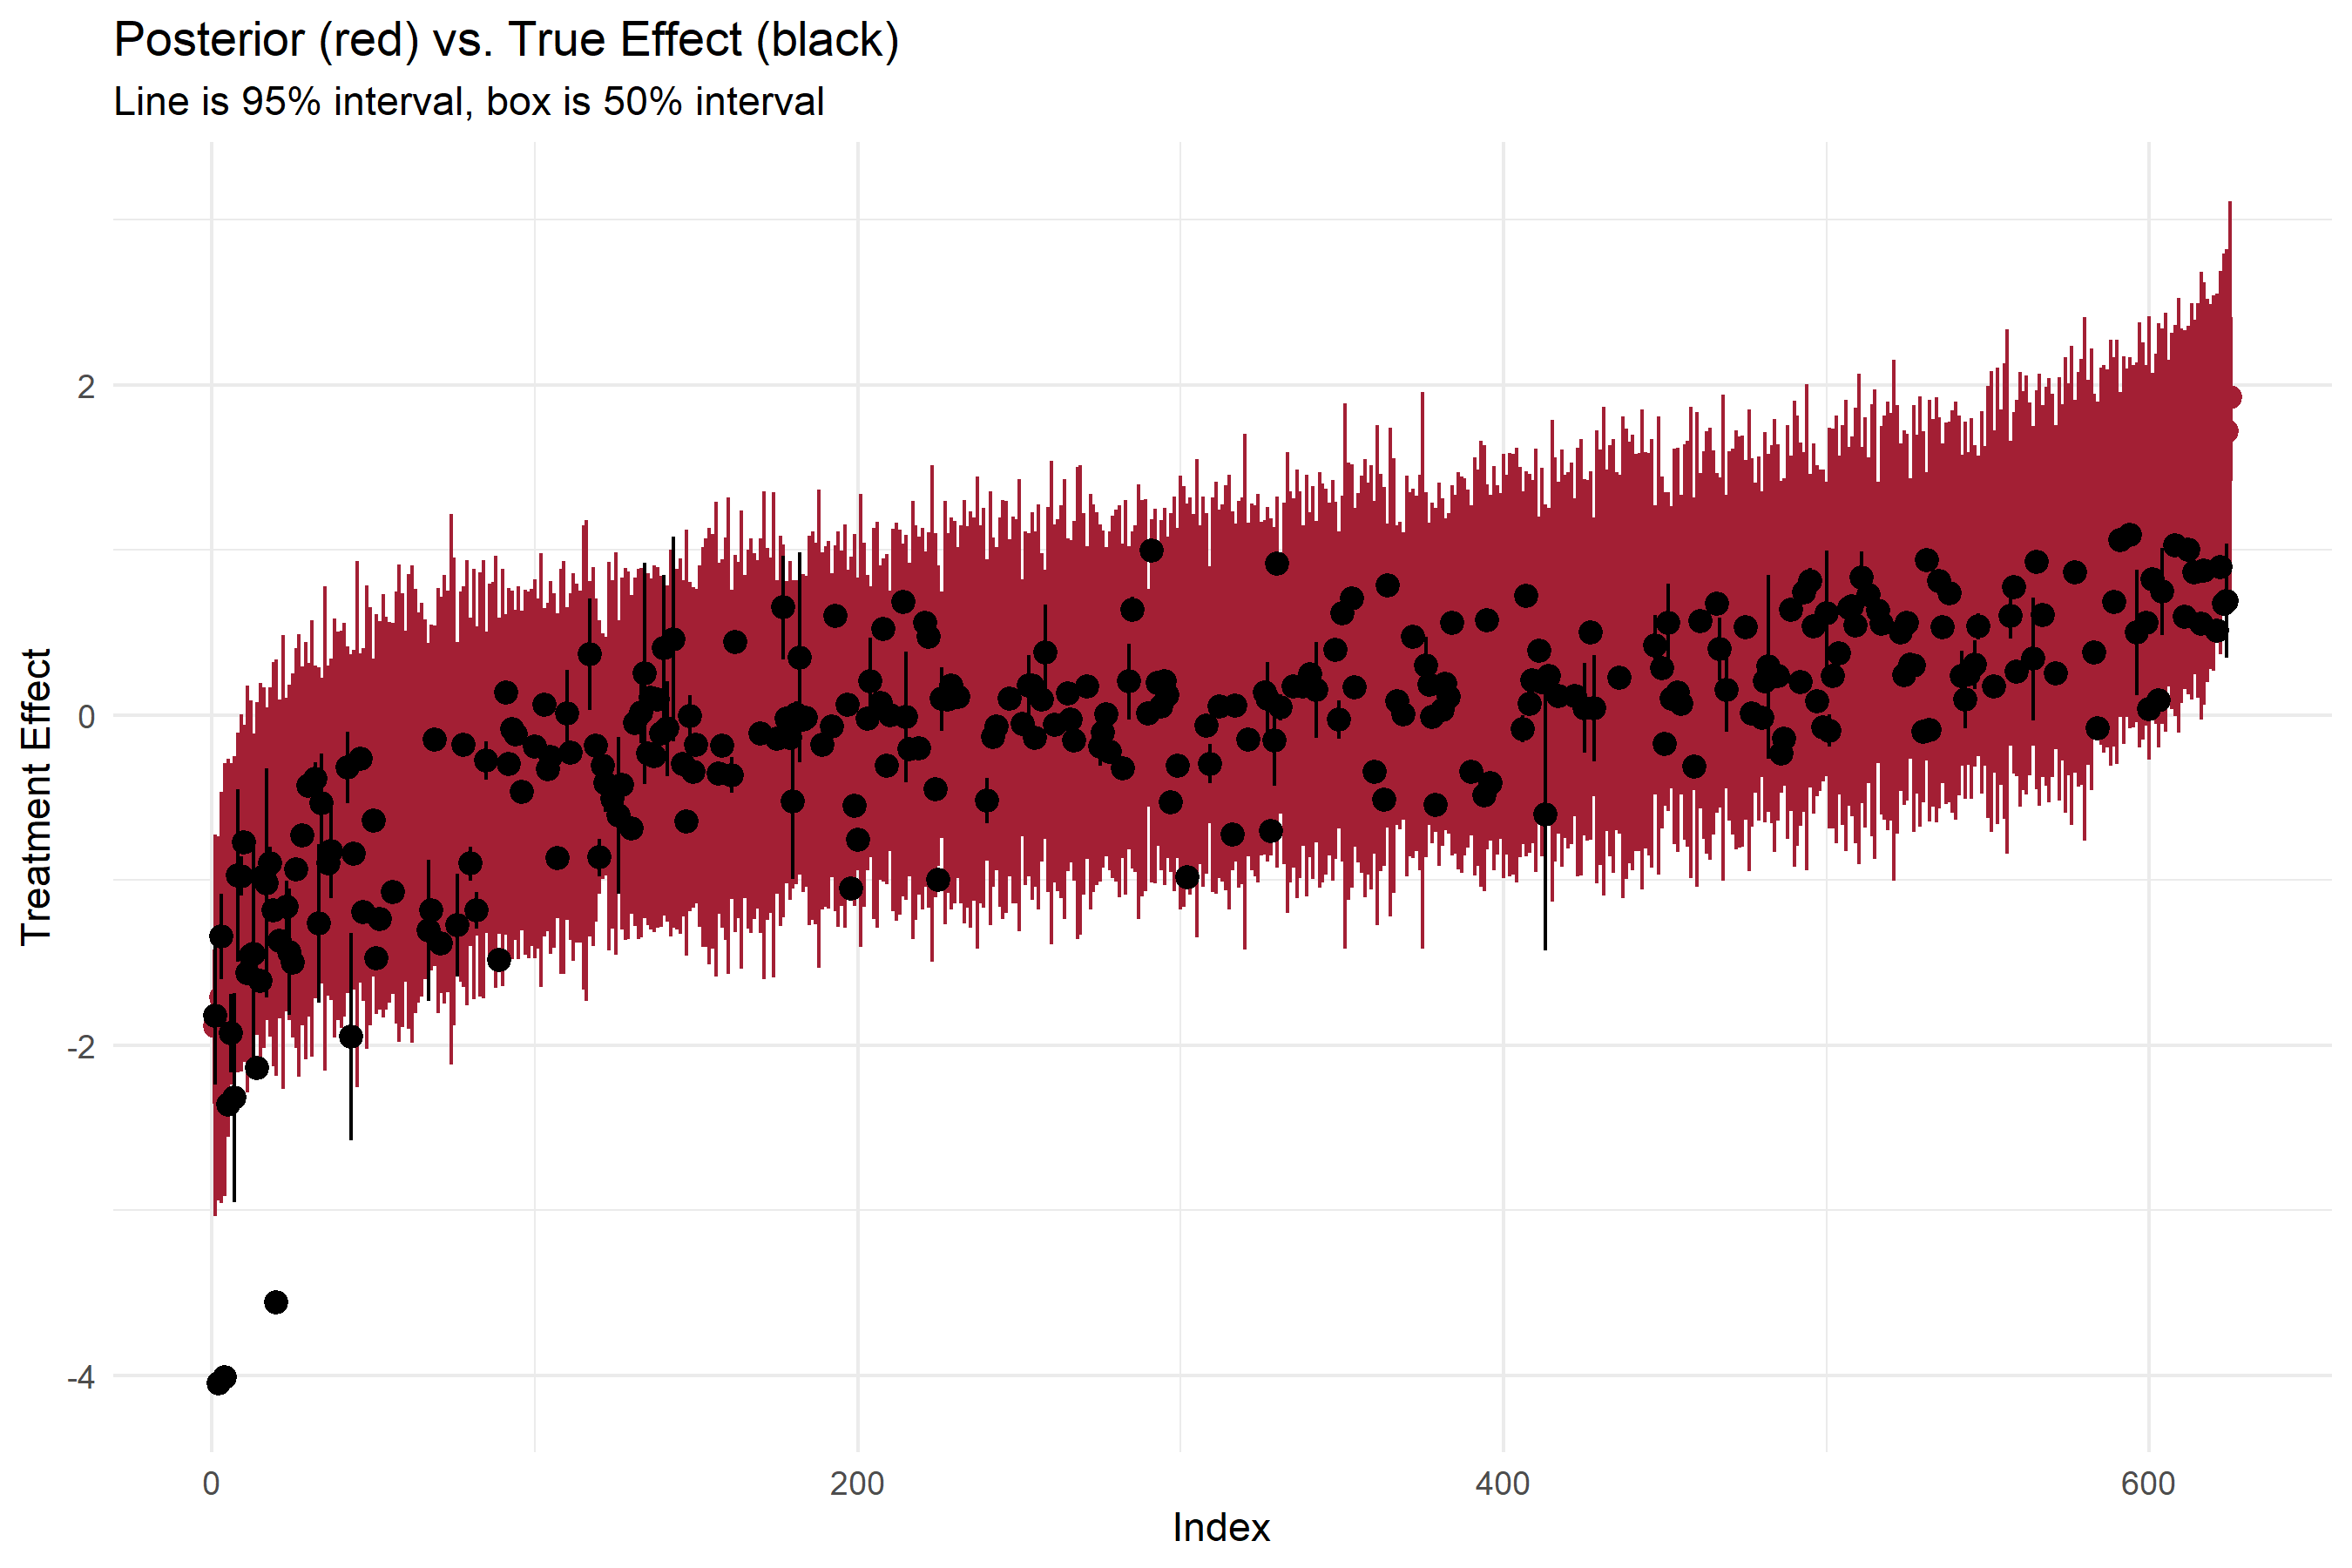 Posterior (red) vs. True Effect (black)
Line is 95% interval, box is 50% interval
Treatment Effect
2
0
-2
-4
0
200
400
600
Index